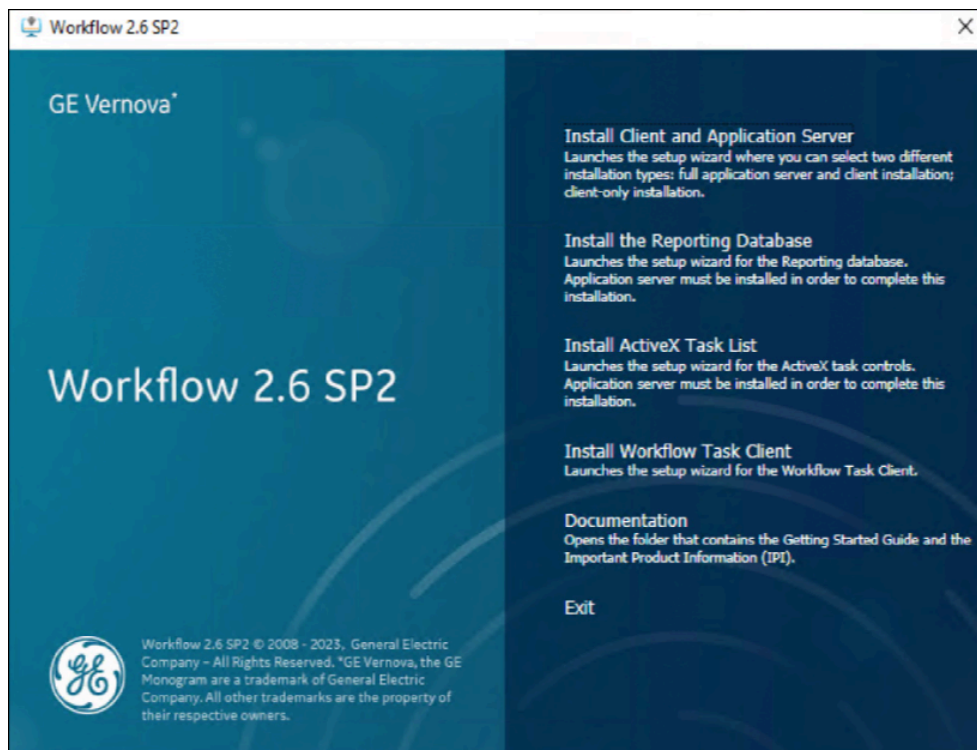 Workflow 2.6 SP2
GE Vernova*
Install Client and Application Server
Launches the setup wizard where you can select two different
installation types: full application server and client installation;
client-only installation.
Install the Reporting Database
Launches the setup wizard for the Reporting database.
Application server must be installed in order to complete this
installation.
Install ActiveX Task List
Launches the setup wizard for the ActiveX task controls.
Application server must be installed in order to complete this
installation.
Workflow 2.6 SP2
Install Workflow Task Client
Launches the setup wizard for the Workflow Task Client.
Documentation
Opens the folder that contains the Getting Started Guide and the
Important Product Information (IPI).
Exit
GE
Workflow 2.6 SP2 © 2008 - 2023, General Electric
Company – All Rights Reserved. *GE Vernova, the GE
Monogram are a trademark of General Electric
Company. All other trademarks are the property of
their respective owners.